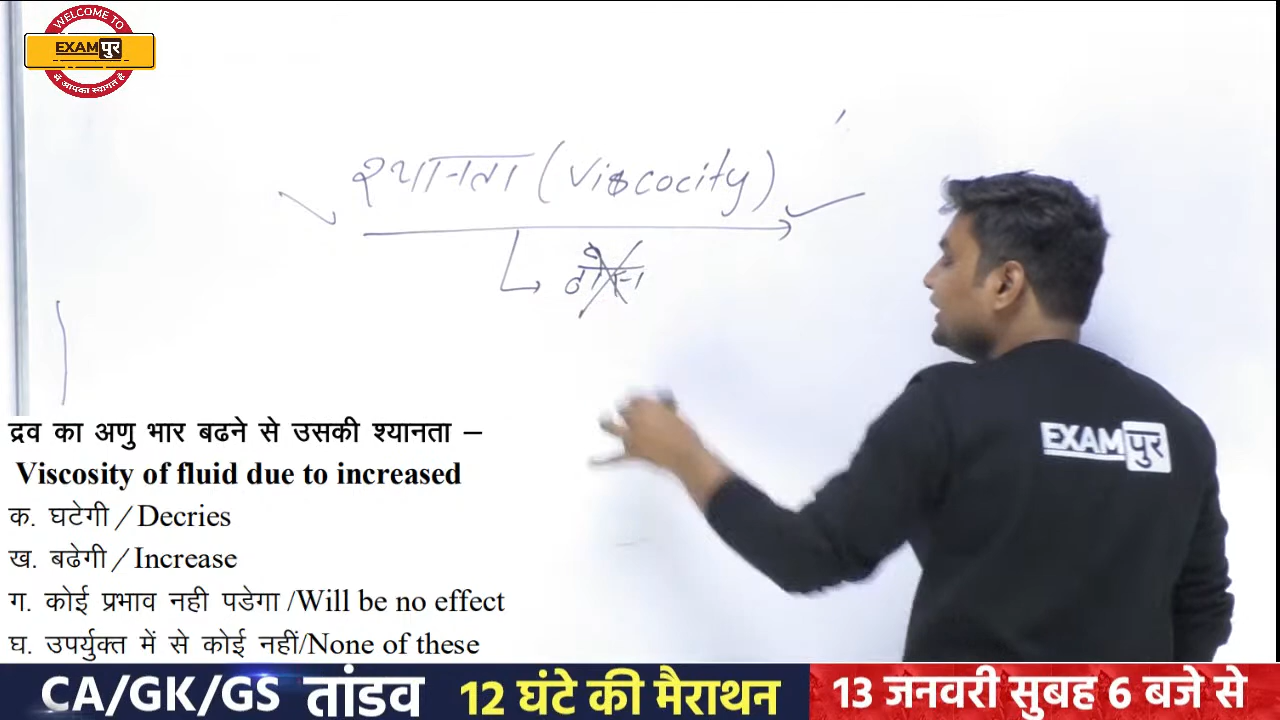 WELCOME TO
EXAMपुर
में आपका स्वागत है
श्यानता (Viscocity)
ठोस
EXAMपुर
द्रव का अणु भार बढने से उसकी श्यानता –
Viscosity of fluid due to increased
क. घटेगी / Decries
ख. बढेगी / Increase
ग. कोई प्रभाव नही पडेगा /Will be no effect
घ. उपर्युक्त में से कोई नहीं/None of these
CA/GK/GS तांडव 12 घंटे की मैराथन 13 जनवरी सुबह 6 बजे से